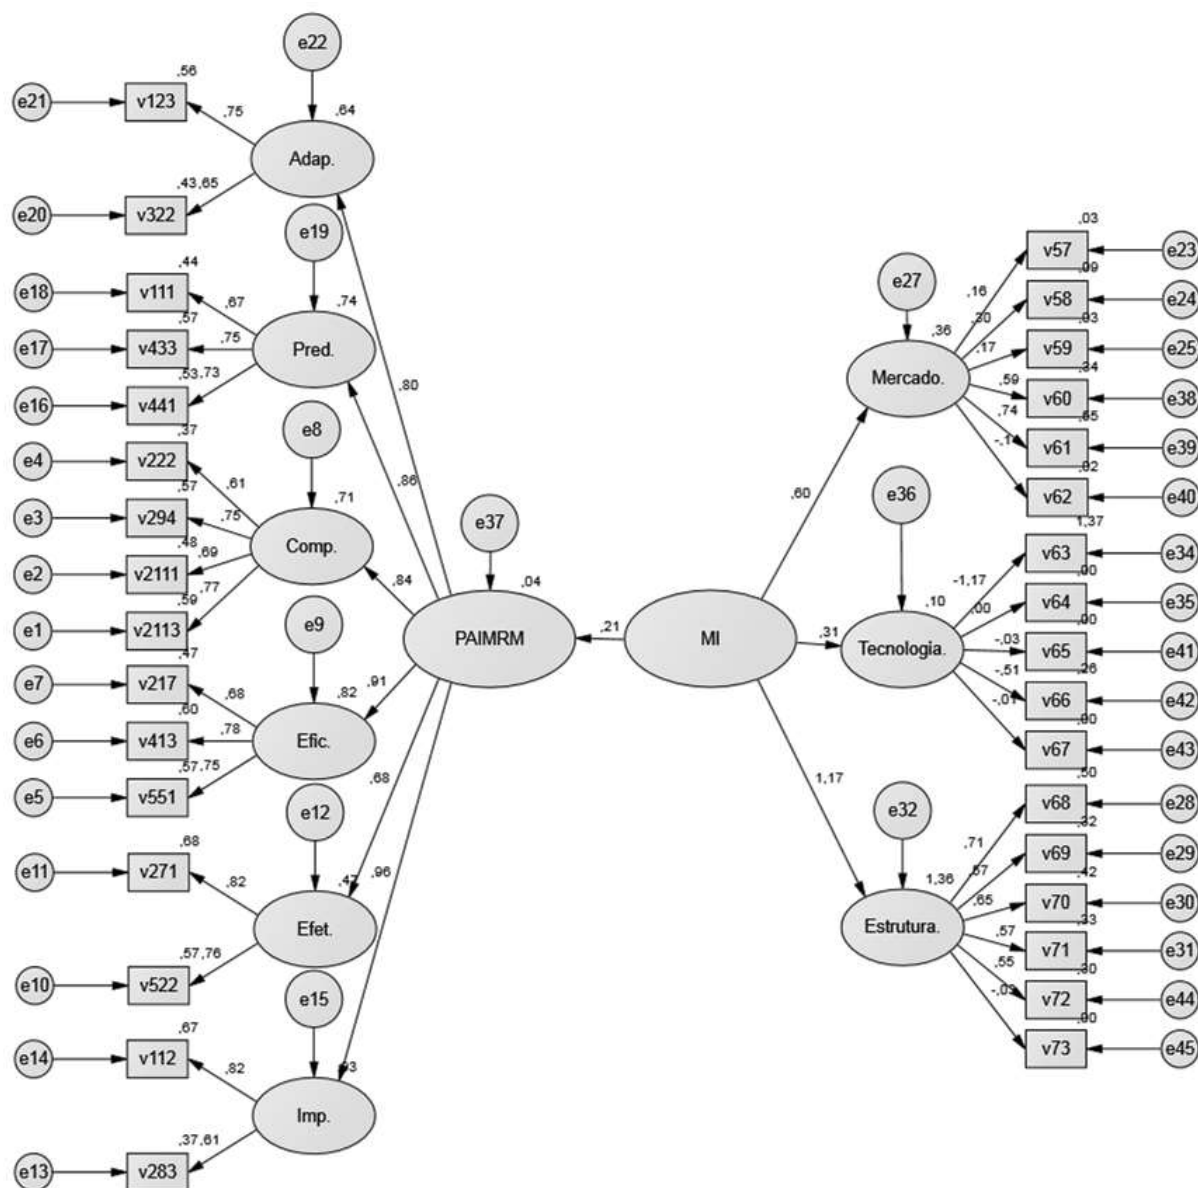 e22
,56
e21
v123
,75
,64
Adap.
,43,65
e20
v322
e19
,44
e18
v111
,67
,74
,57
e17
v433
,75
Pred.
,53,73
e16
v441
,80
,37
e8
e4
v222
,61
,86
,57
,71
e3
v294
,75
Comp.
,48
e2
v2111
,69
,77
,84
,59
e1
v2113
e9
,47
e7
v217
,68
,82
,91
,60
e6
v413
,78
Efic.
,57,75
e5
v551
,68
e12
,68
e11
v271
,82
,47
,96
Efet.
,57,76
e10
v522
e15
,67
e14
v112
,82
,93
Imp.
,37,61
e13
v283
e37
,04
PAIMRM
,21
MI
,60
,31
1,17
e27
,36
Mercado.
,03
v57
e23
,16
,09
v58
e24
,30
,03
v59
e25
,17
,34
v60
e38
,59
,55
v61
e39
,74
,02
v62
e40
e36
,10
Tecnologia.
1,37
v63
e34
-1,17
,00
v64
e35
,00
,00
v65
e41
-,03
,26
v66
e42
-,51
,00
v67
e43
-,01
e32
1,36
Estrutura.
,50
v68
e28
,71
,32
v69
e29
,57
,42
v70
e30
,65
,33
v71
e31
,57
,30
v72
e44
,55
,00
v73
e45